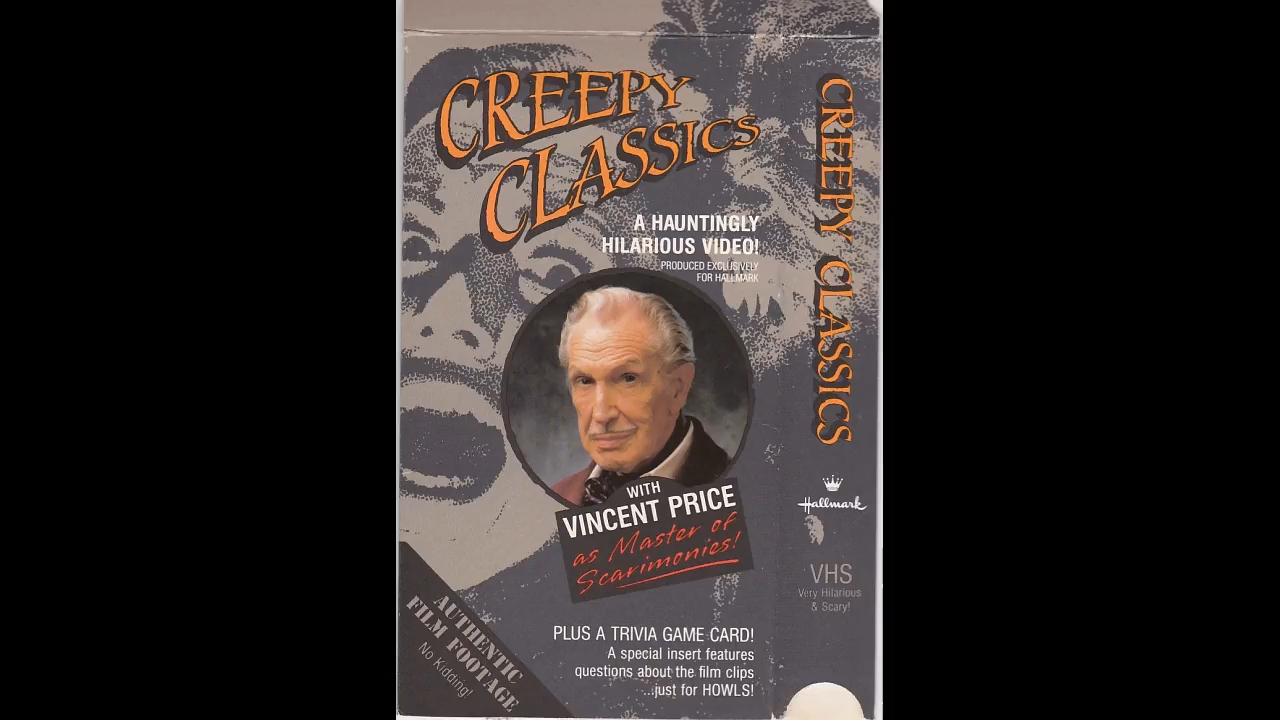 CREEPY
CLASSICS
A HAUNTINGLY
HILARIOUS VIDEO!
PRODUCED EXCLUSIVELY
FOR HALLMARK
WITH
VINCENT PRICE
as Master of
Scarimonies!
AUTHENTIC
FILM FOOTAGE
No Kidding!
PLUS A TRIVIA GAME CARD!
A special insert features
questions about the film clips
...just for HOWLS!
CREEPY CLASSICS
Hallmark
VHS
Very Hilarious
& Scary!